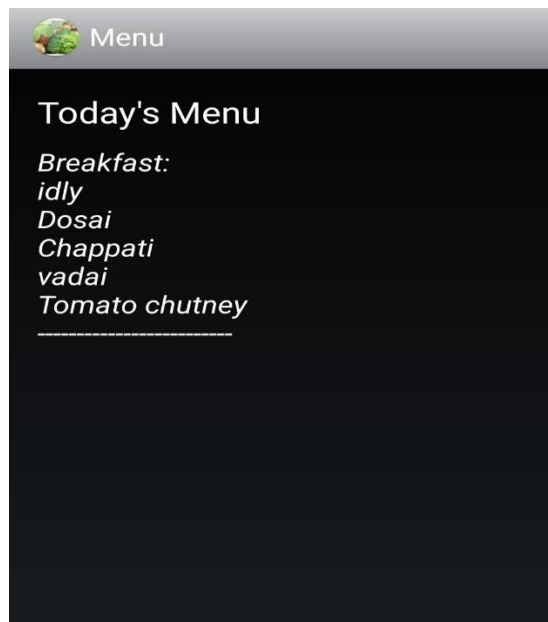 Menu
Today's Menu
Breakfast:
idly
Dosai
Chappati
vadai
Tomato chutney
-------------------------